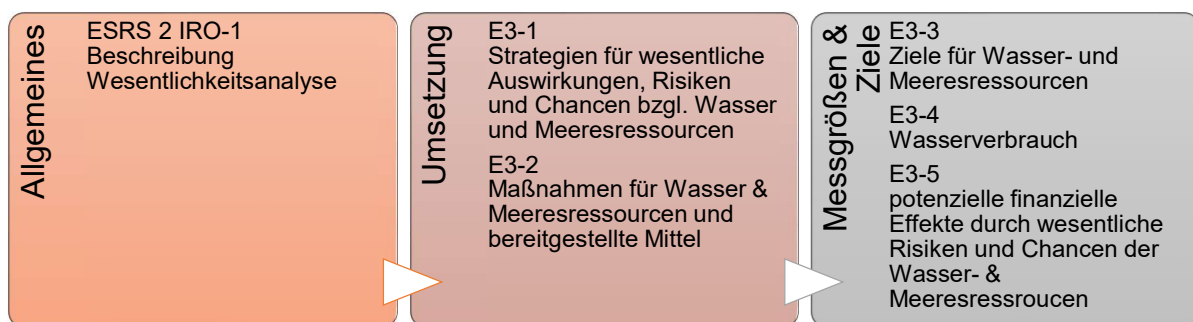 Allgemeines
ESRS 2 IRO-1
Beschreibung
Wesentlichkeitsanalyse
Umsetzung
E3-1
Strategien für wesentliche
Auswirkungen, Risiken
und Chancen bzgl. Wasser
und Meeresressourcen
E3-2
Maßnahmen für Wasser &
Meeresressourcen und
bereitgestellte Mittel
Messgrößen &
Ziele
E3-3
Ziele für Wasser- und
Meeresressourcen
E3-4
Wasserverbrauch
E3-5
potenzielle finanzielle
Effekte durch wesentliche
Risiken und Chancen der
Wasser- &
Meeresressroucen